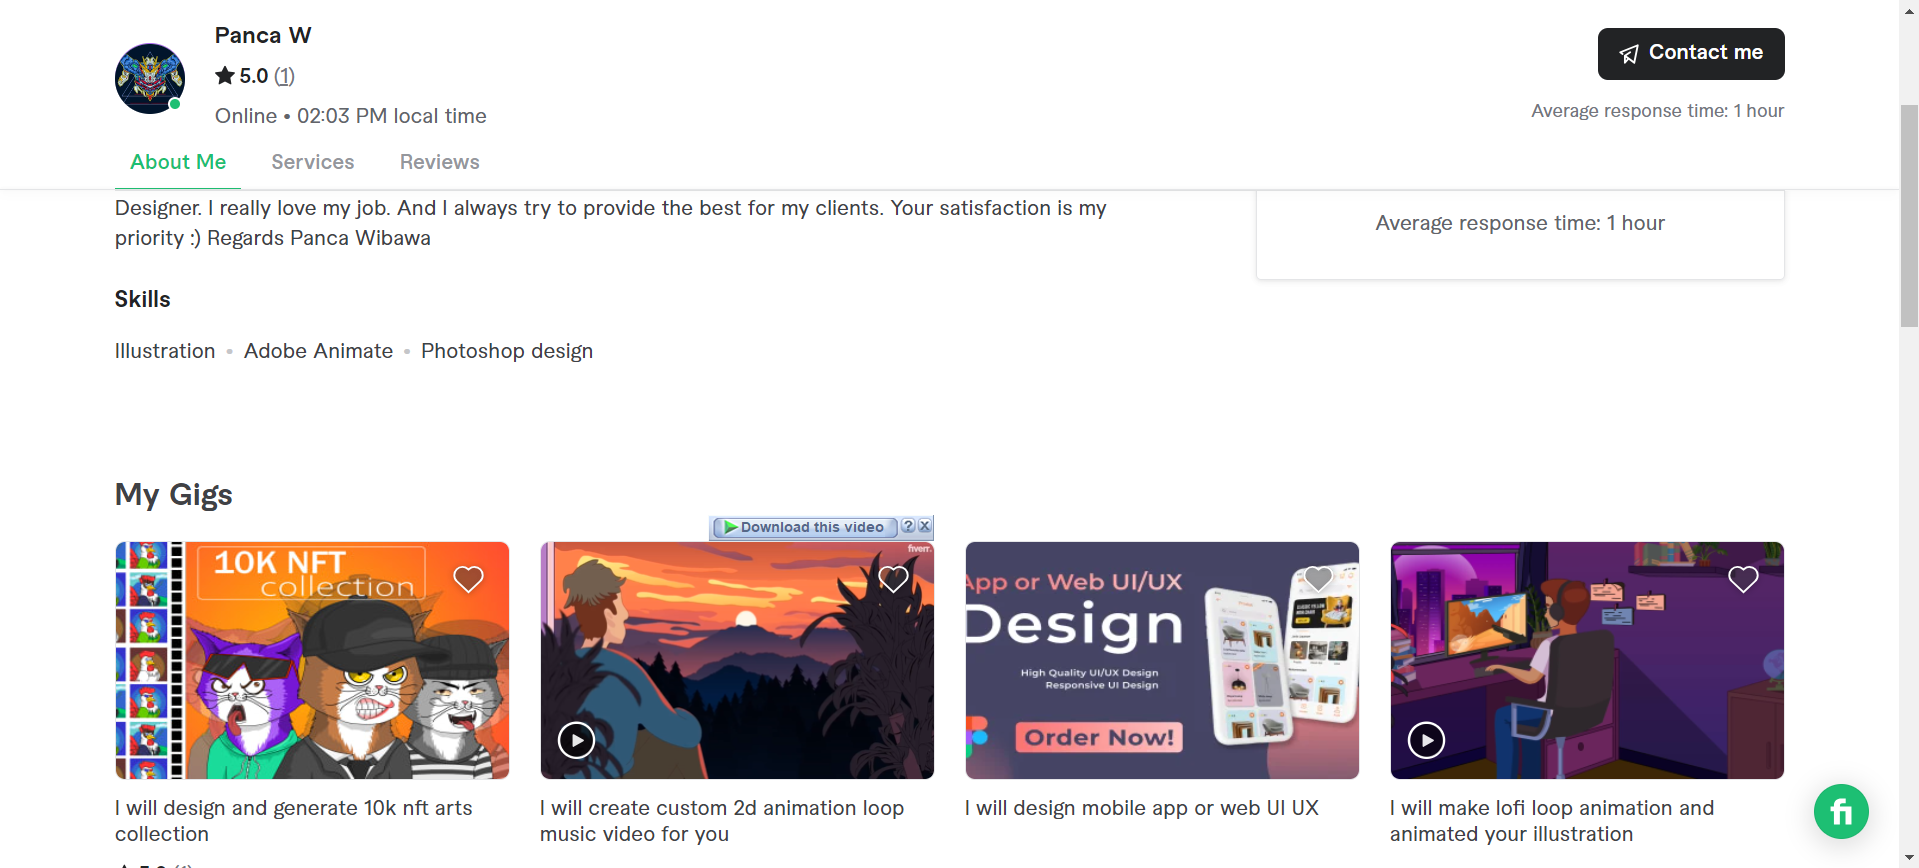 Panca W
5.0 (1)
Online • 02:03 PM local time
Contact me
Average response time: 1 hour
About Me
Services
Reviews
Designer. I really love my job. And I always try to provide the best for my clients. Your satisfaction is my
priority :) Regards Panca Wibawa
Average response time: 1 hour
Skills
Illustration • Adobe Animate • Photoshop design
My Gigs
Download this video
?
10K NFT
collection
fiverr.
App or Web UI/UX
Design
High Quality UI/UX Design
Responsive UI Design
Order Now!
I will design and generate 10k nft arts
collection
I will create custom 2d animation loop
music video for you
I will design mobile app or web UI UX
I will make lofi loop animation and
animated your illustration
fi